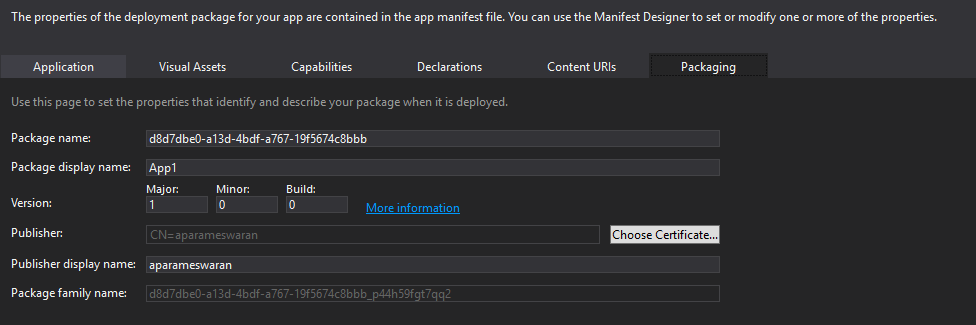 The properties of the deployment package for your app are contained in the app manifest file. You can use the Manifest Designer to set or modify one or more of the properties.
Application Visual Assets Capabilities Declarations Content URIs Packaging
Use this page to set the properties that identify and describe your package when it is deployed.
Package name: d8d7dbe0-a13d-4bdf-a767-19f5674c8bbb
Package display name: App1
Major: Minor: Build:
Version: 1 0 0 More information
Publisher: CN=aparameswaran Choose Certificate...
Publisher display name: aparameswaran
Package family name: d8d7dbe0-a13d-4bdf-a767-19f5674c8bbb_p44h59fgt7qq2